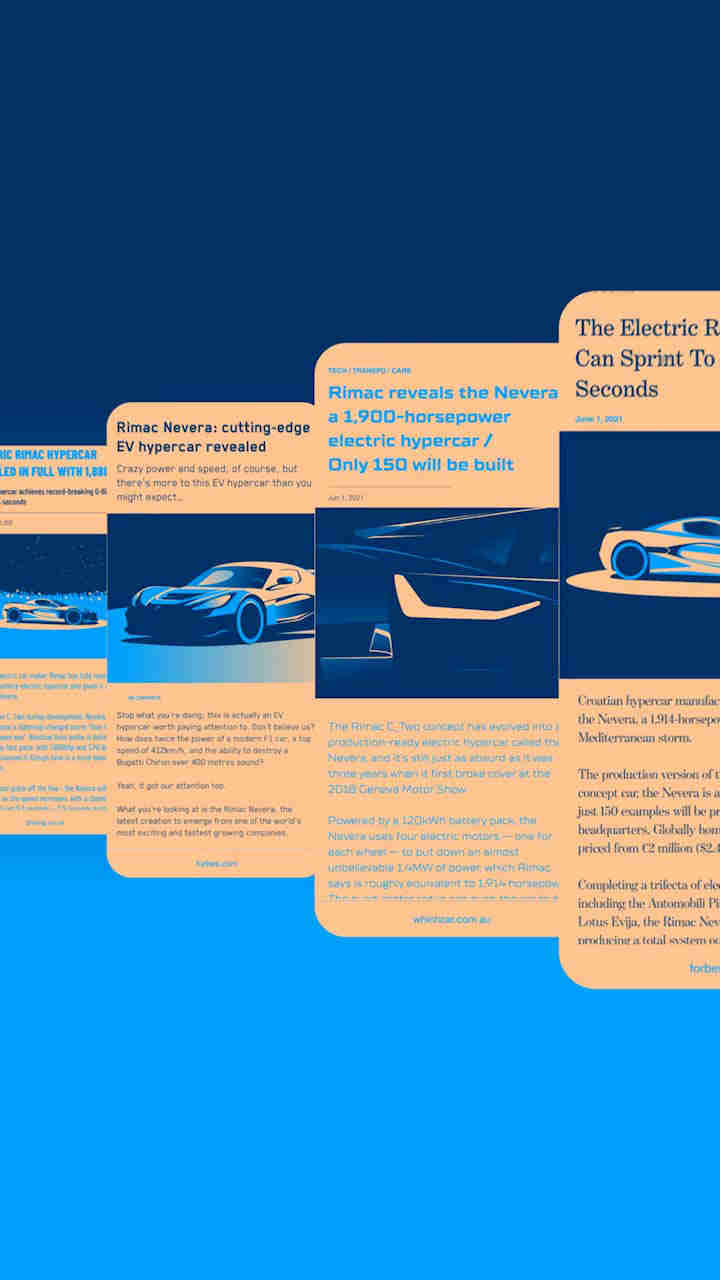 RIC RIMAC HYPERCAR
LED IN FULL WITH 1,88
percar achieves record-breaking 0-6
seconds
Rimac Nevera: cutting-edge
EV hypercar revealed
Crazy power and speed, of course, but
there's more to this EV hypercar than you
might expect...
Stop what you're doing; this is actually an EV
hypercar worth paying attention to. Don't believe us?
How does twice the power of a modern F1 car, a top
speed of 412km/h, and the ability to destroy a
Bugatti Chiron over 400 metres sound?
Yeah, it got our attention too.
What you're looking at is the Rimac Nevera, the
latest creation to emerge from one of the world's
most exciting and fastest growing companies.
forbes.com
TECH / TRANSPO / CARS
Rimac reveals the Nevera
a 1,900-horsepower
electric hypercar /
Only 150 will be built
Jun 1, 2021
The Rimac C_Two concept has evolved into a
production-ready electric hypercar called the
Nevera, and it's still just as absurd as it was
three years when it first broke cover at the
2018 Geneva Motor Show.
Powered by a 120kWh battery pack, the
Nevera uses four electric motors — one for
each wheel — to put down an almost
unbelievable 1.4MW of power, which Rimac
says is roughly equivalent to 1,914 horsepow
whichcar.com.au
The Electric R
Can Sprint To
Seconds
June 1, 2021
Croatian hypercar manufac
the Nevera, a 1,914-horsepo
Mediterranean storm.
The production version of t
concept car, the Nevera is a
just 150 examples will be pr
headquarters. Globally hom
priced from €2 million ($2.4
Completing a trifecta of elec
including the Automobili Pi
Lotus Evija, the Rimac Nev
producing a total system ou
forbes